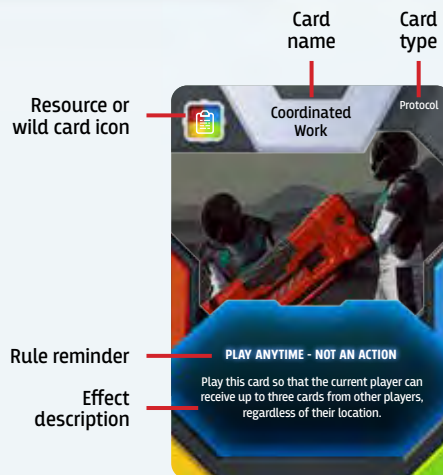 Card
name
Card
type
Resource or
wild card icon
Coordinated
Work
Protocol
Rule reminder
PLAY ANYTIME - NOT AN ACTION
Effect
description
Play this card so that the current player can
receive up to three cards from other players,
regardless of their location.